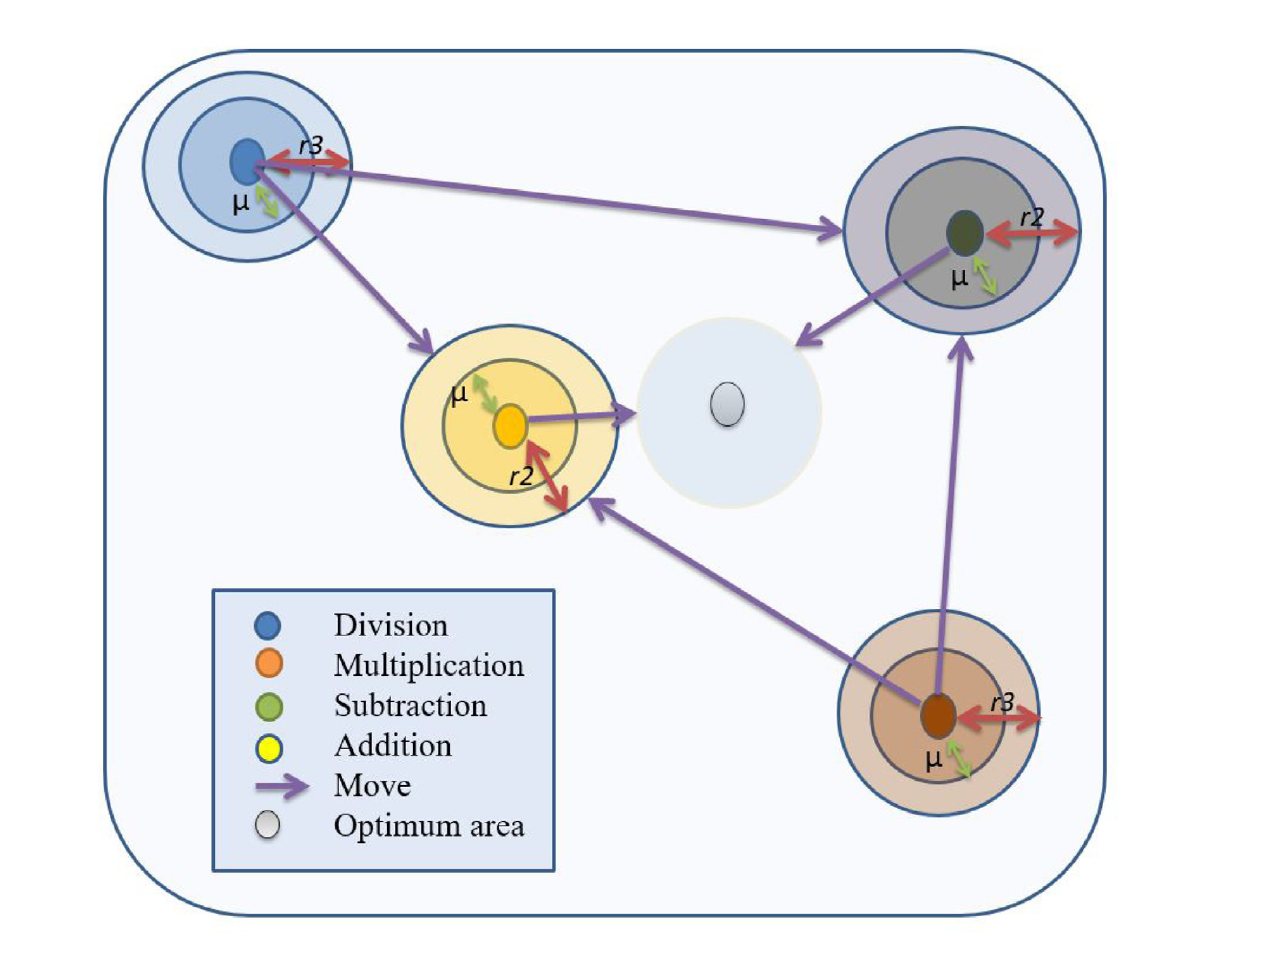 r3
μ
r2
μ
μ
r2
r3
μ
Division
Multiplication
Subtraction
Addition
Move
Optimum area